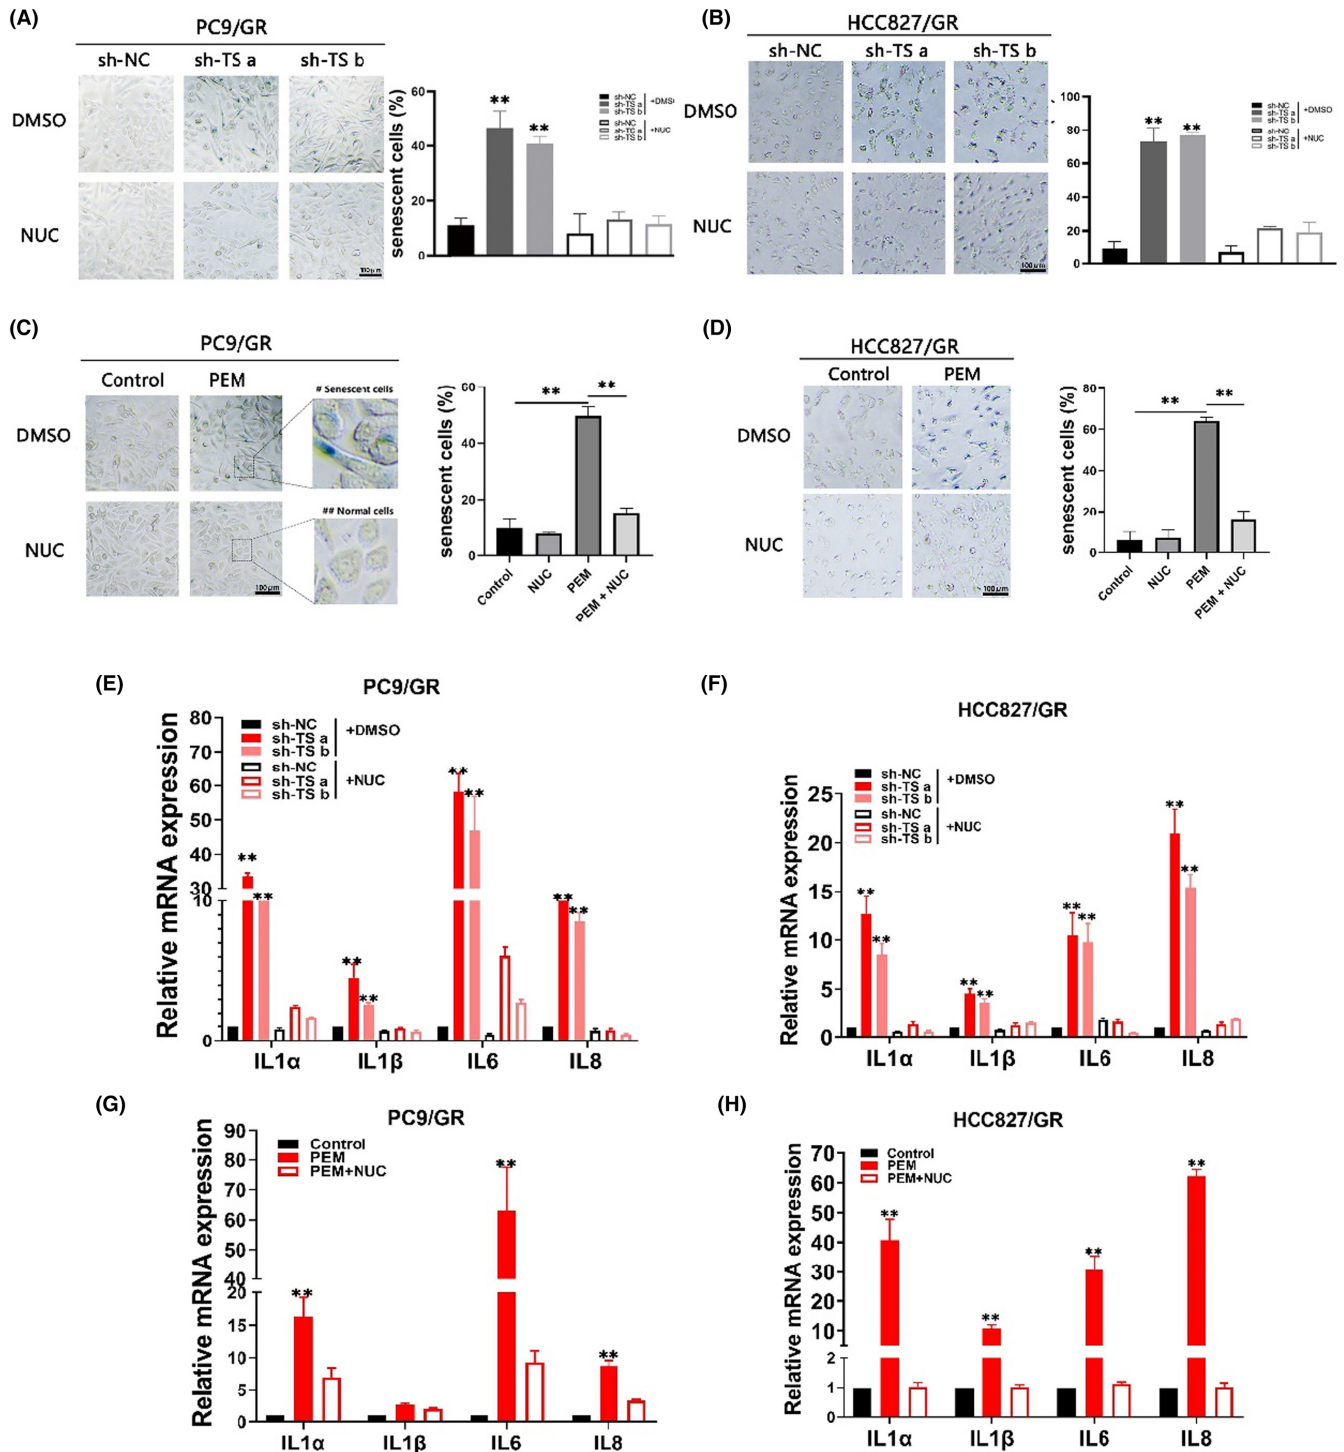 (A)
PC9/GR
sh-NC sh-TS a sh-TS b
DMSO
NUC
100 μm
senescent cells (%)
60
40
20
0
** **
sh-NC
sh-TS a +DMS
sh-TS b
sh-NC
sh-TC a +NUC
sh-TS b
(B)
HCC827/GR
sh-NC sh-TS a sh-TS b
DMSO
NUC
100 μm
100
80
60
40
20
0
** **
sh-NC
sh-TS a +DMSO
sh-TS b
sh-NC
sh-TS a +NUC
sh-TS b
(C)
PC9/GR
Control PEM
# Senescent cells
DMSO
## Normal cells
NUC
100 μm
senescent cells (%)
60
40
20
0
** **
Control NUC PEM PEM + NUC
(D)
HCC827/GR
Control PEM
DMSO
NUC
100 μm
senescent cells (%)
80
60
40
20
0
** **
Control NUC PEM PEM + NUC
(E)
PC9/GR
Relative mRNA expression
80
70
60
50
40
30
10
0
sh-NC
sh-TS a +DMSO
sh-TS b
sh-NC
sh-TS a +NUC
sh-TS b
** ** ** ** ** ** ** **
IL1α IL1β IL6 IL8
(F)
HCC827/GR
Relative mRNA expression
25
20
15
10
5
0
sh-NC
sh-TS a +DMSO
sh-TS b
sh-NC
sh-TS a +NUC
sh-TS b
** ** ** ** ** ** ** **
IL1α IL1β IL6 IL8
(G)
PC9/GR
Relative mRNA expression
90
80
70
60
50
40
20
15
10
5
0
Control
PEM
PEM+NUC
** ** **
IL1α IL1β IL6 IL8
(H)
HCC827/GR
Relative mRNA expression
70
60
50
40
30
20
10
2
1
0
Control
PEM
PEM+NUC
** ** ** **
IL1α IL1β IL6 IL8